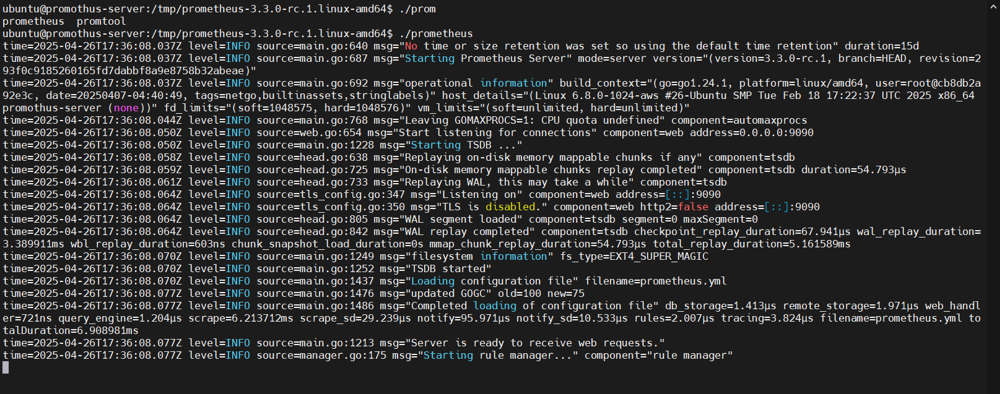 ubuntu@promothus-server:/tmp/prometheus-3.3.0-rc.1.linux-amd64$ ./prom
prometheus  promtool
ubuntu@promothus-server:/tmp/prometheus-3.3.0-rc.1.linux-amd64$ ./prometheus
time=2025-04-26T17:36:08.037Z level=INFO source=main.go:640 msg="No time or size retention was set so using the default time retention" duration=15d
time=2025-04-26T17:36:08.037Z level=INFO source=main.go:687 msg="Starting Prometheus Server" mode=server version="(version=3.3.0-rc.1, branch=HEAD, revision=2
93f0c9185260165fd7dabbf8a9e8758b32abeae)"
time=2025-04-26T17:36:08.037Z level=INFO source=main.go:692 msg="operational information" build_context="(go=go1.24.1, platform=linux/amd64, user=root@cb8db2a
92e3c, date=20250407-04:40:49, tags=netgo,builtinassets,stringlabels)" host_details="(Linux 6.8.0-1024-aws #26-Ubuntu SMP Tue Feb 18 17:22:37 UTC 2025 x86_64
promothus-server (none))" fd_limits="(soft=1048575, hard=1048576)" vm_limits="(soft=unlimited, hard=unlimited)"
time=2025-04-26T17:36:08.044Z level=INFO source=main.go:768 msg="Leaving GOMAXPROCS=1: CPU quota undefined" component=automaxprocs
time=2025-04-26T17:36:08.050Z level=INFO source=web.go:654 msg="Start listening for connections" component=web address=0.0.0.0:9090
time=2025-04-26T17:36:08.050Z level=INFO source=main.go:1228 msg="Starting TSDB ..."
time=2025-04-26T17:36:08.058Z level=INFO source=head.go:638 msg="Replaying on-disk memory mappable chunks if any" component=tsdb
time=2025-04-26T17:36:08.059Z level=INFO source=head.go:725 msg="On-disk memory mappable chunks replay completed" component=tsdb duration=54.793µs
time=2025-04-26T17:36:08.061Z level=INFO source=head.go:733 msg="Replaying WAL, this may take a while" component=tsdb
time=2025-04-26T17:36:08.064Z level=INFO source=tls_config.go:347 msg="Listening on" component=web address=[::]:9090
time=2025-04-26T17:36:08.064Z level=INFO source=tls_config.go:350 msg="TLS is disabled." component=web http2=false address=[::]:9090
time=2025-04-26T17:36:08.064Z level=INFO source=head.go:805 msg="WAL segment loaded" component=tsdb segment=0 maxSegment=0
time=2025-04-26T17:36:08.064Z level=INFO source=head.go:842 msg="WAL replay completed" component=tsdb checkpoint_replay_duration=67.941µs wal_replay_duration=
3.389911ms wbl_replay_duration=603ns chunk_snapshot_load_duration=0s mmap_chunk_replay_duration=54.793µs total_replay_duration=5.161589ms
time=2025-04-26T17:36:08.070Z level=INFO source=main.go:1249 msg="filesystem information" fs_type=EXT4_SUPER_MAGIC
time=2025-04-26T17:36:08.070Z level=INFO source=main.go:1252 msg="TSDB started"
time=2025-04-26T17:36:08.070Z level=INFO source=main.go:1437 msg="Loading configuration file" filename=prometheus.yml
time=2025-04-26T17:36:08.077Z level=INFO source=main.go:1476 msg="updated GOGC" old=100 new=75
time=2025-04-26T17:36:08.077Z level=INFO source=main.go:1486 msg="Completed loading of configuration file" db_storage=1.413µs remote_storage=1.971µs web_handl
er=721ns query_engine=1.204µs scrape=6.213712ms scrape_sd=29.239µs notify=95.971µs notify_sd=10.533µs rules=2.007µs tracing=3.824µs filename=prometheus.yml to
talDuration=6.908981ms
time=2025-04-26T17:36:08.077Z level=INFO source=main.go:1213 msg="Server is ready to receive web requests."
time=2025-04-26T17:36:08.077Z level=INFO source=manager.go:175 msg="Starting rule manager..." component="rule manager"